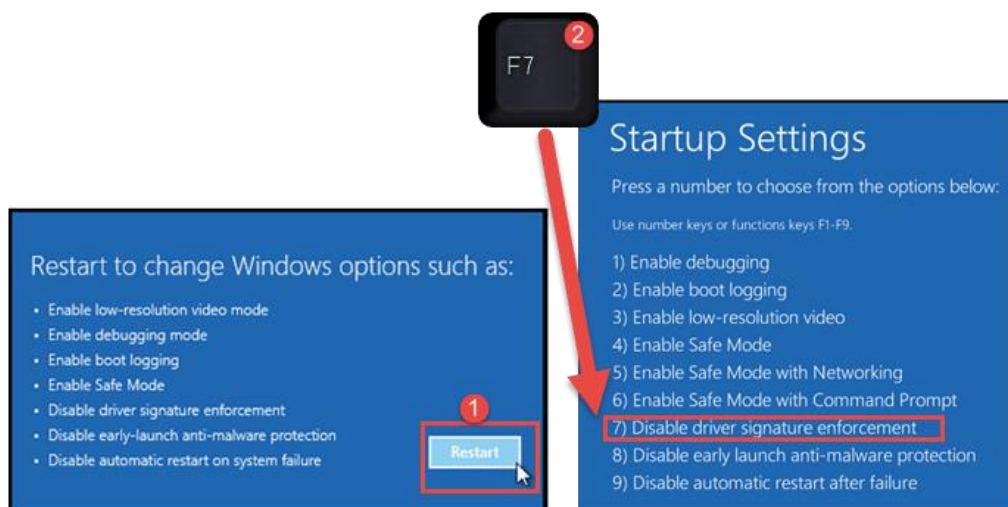 2
F7
Startup Settings
Press a number to choose from the options below:
Use number keys or functions keys F1-F9.
1) Enable debugging
2) Enable boot logging
3) Enable low-resolution video
4) Enable Safe Mode
5) Enable Safe Mode with Networking
6) Enable Safe Mode with Command Prompt
7) Disable driver signature enforcement
8) Disable early launch anti-malware protection
9) Disable automatic restart after failure
Restart to change Windows options such as:
• Enable low-resolution video mode
• Enable debugging mode
• Enable boot logging
• Enable Safe Mode
• Disable driver signature enforcement
• Disable early-launch anti-malware protection
• Disable automatic restart on system failure
1
Restart